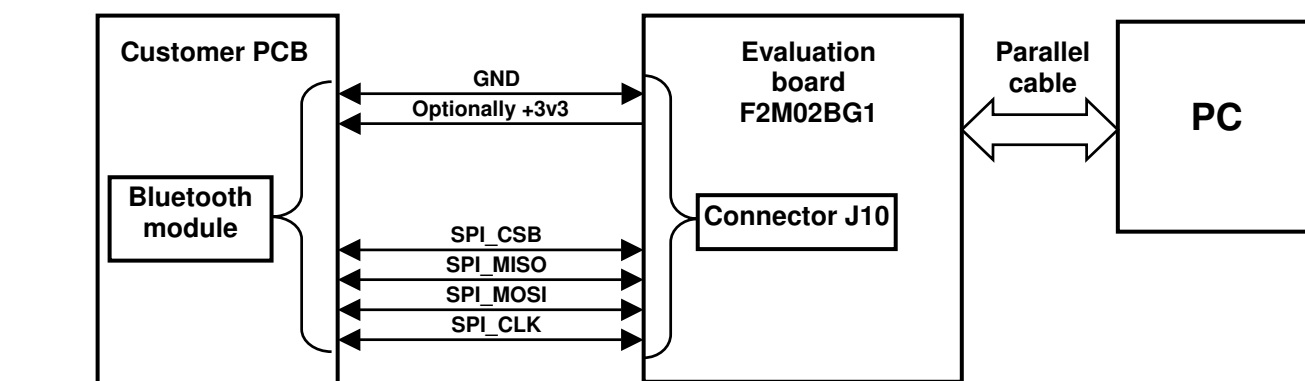 Customer PCB
GND
Optionally +3v3
Bluetooth
module
SPI_CSB
SPI_MISO
SPI_MOSI
SPI_CLK
Evaluation
board
F2M02BG1
Connector J10
Parallel
cable
PC